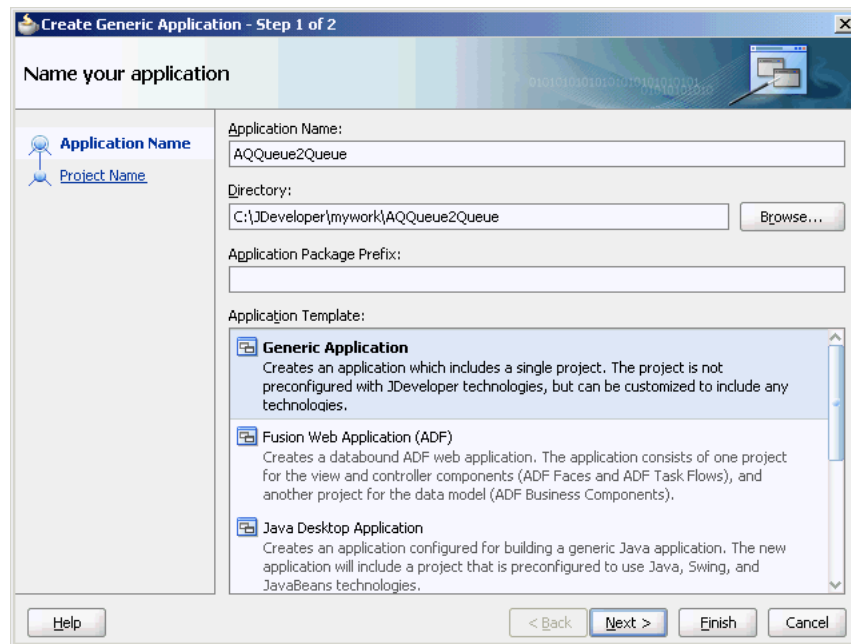 Create Generic Application - Step 1 of 2
Name your application
0101010101010101010101010101
01010101010
Application Name
Project Name
Application Name:
AQQueue2Queue
Directory:
C:\JDeveloper\mywork\AQQueue2Queue
Browse...
Application Package Prefix:
Application Template:
Generic Application
Creates an application which includes a single project. The project is not
preconfigured with JDeveloper technologies, but can be customized to include any
technologies.
Fusion Web Application (ADF)
Creates a databound ADF web application. The application consists of one project
for the view and controller components (ADF Faces and ADF Task Flows), and
another project for the data model (ADF Business Components).
Java Desktop Application
Creates an application configured for building a generic Java application. The new
application will include a project that is preconfigured to use Java, Swing, and
JavaBeans technologies.
Help
< Back
Next >
Finish
Cancel